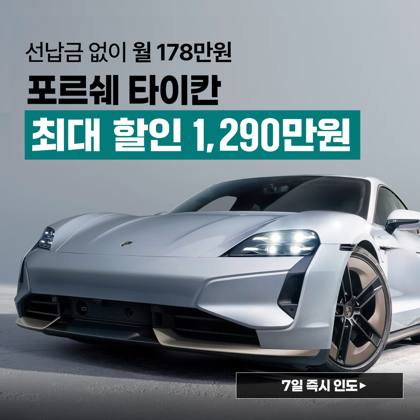 선납금 없이 월 178만원
포르쉐 타이칸
최대 할인 1,290만원
7일 즉시 인도▶